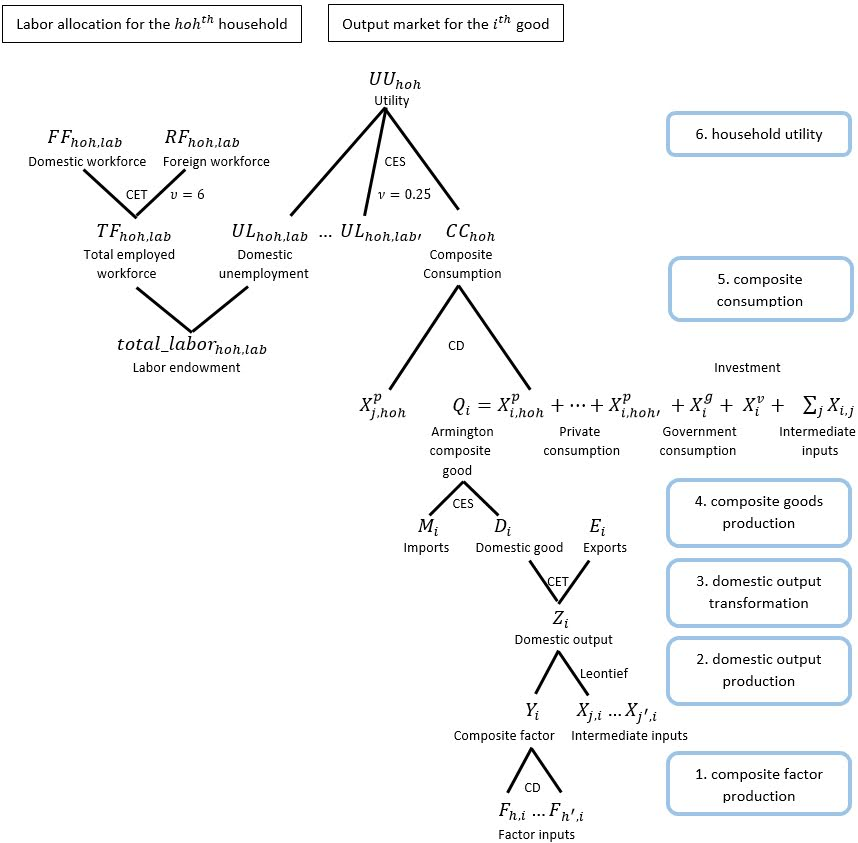 Labor allocation for the hoh^th household
Output market for the i^th good
UU_hoh
Utility
6. household utility
FF_hoh,lab RF_hoh,lab
Domestic workforce Foreign workforce
CES
CET υ = 6
υ = 0.25
TF_hoh,lab UL_hoh,lab ... UL_hoh,lab′ CC_hoh
Total employed
workforce
Domestic
unemployment
Composite
Consumption
5. composite
consumption
total_labor_hoh,lab
Labor endowment
CD
Investment
X^p_j,hoh Q_i = X^p_i,hoh + ⋯ + X^p_i,hoh′ + X^g_i + X^v_i + ∑_j X_i,j
Armington
composite
good
Private
consumption
Government
consumption
Intermediate
inputs
4. composite goods
production
CES
M_i D_i E_i
Imports Domestic good Exports
CET
3. domestic output
transformation
Z_i
Domestic output
2. domestic output
production
Leontief
Y_i X_j,i ... X_j′,i
Composite factor Intermediate inputs
1. composite factor
production
CD
F_h,i ... F_h′,i
Factor inputs